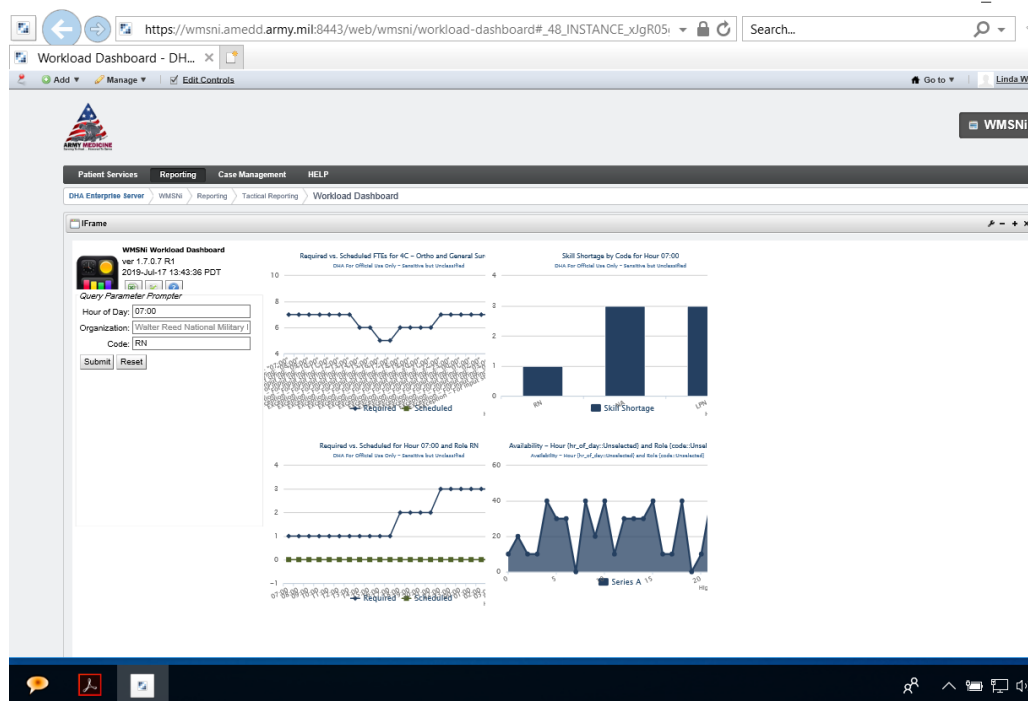 https://wmsni.amedd.army.mil:8443/web/wmsni/workload-dashboard#_48_INSTANCE_xJgR05
Search...
Workload Dashboard - DH...
Add
Manage
Edit Controls
Go to
Linda W
ARMY MEDICINE
WMSNi
Patient Services
Reporting
Case Management
HELP
DHA Enterprise Server
WMSNi
Reporting
Tactical Reporting
Workload Dashboard
IFrame
WMSNi Workload Dashboard
ver 1.7.0.7 R1
2019-Jul-17 13:43:36 PDT
Query Parameter Prompter
Hour of Day: 07:00
Organization: Walter Reed National Military
Code: RN
Submit Reset
Required vs. Scheduled FTEs for 4C – Ortho and General Sur
DHA For Official Use Only – Sensitive but Unclassified
10
8
6
4
Required Scheduled
Skill Shortage by Code for Hour 07:00
DHA For Official Use Only – Sensitive but Unclassified
4
3
2
1
0
RN
NA
LPN
Skill Shortage
Required vs. Scheduled for Hour 07:00 and Role RN
DHA For Official Use Only – Sensitive but Unclassified
4
3
2
1
0
−1
Required Scheduled
Availability – Hour {hr_of_day::Unselected} and Role {code::Unsel
Availability – Hour {hr_of_day::Unselected} and Role {code::Unselected}
60
40
20
0
0
5
15
20
Series A